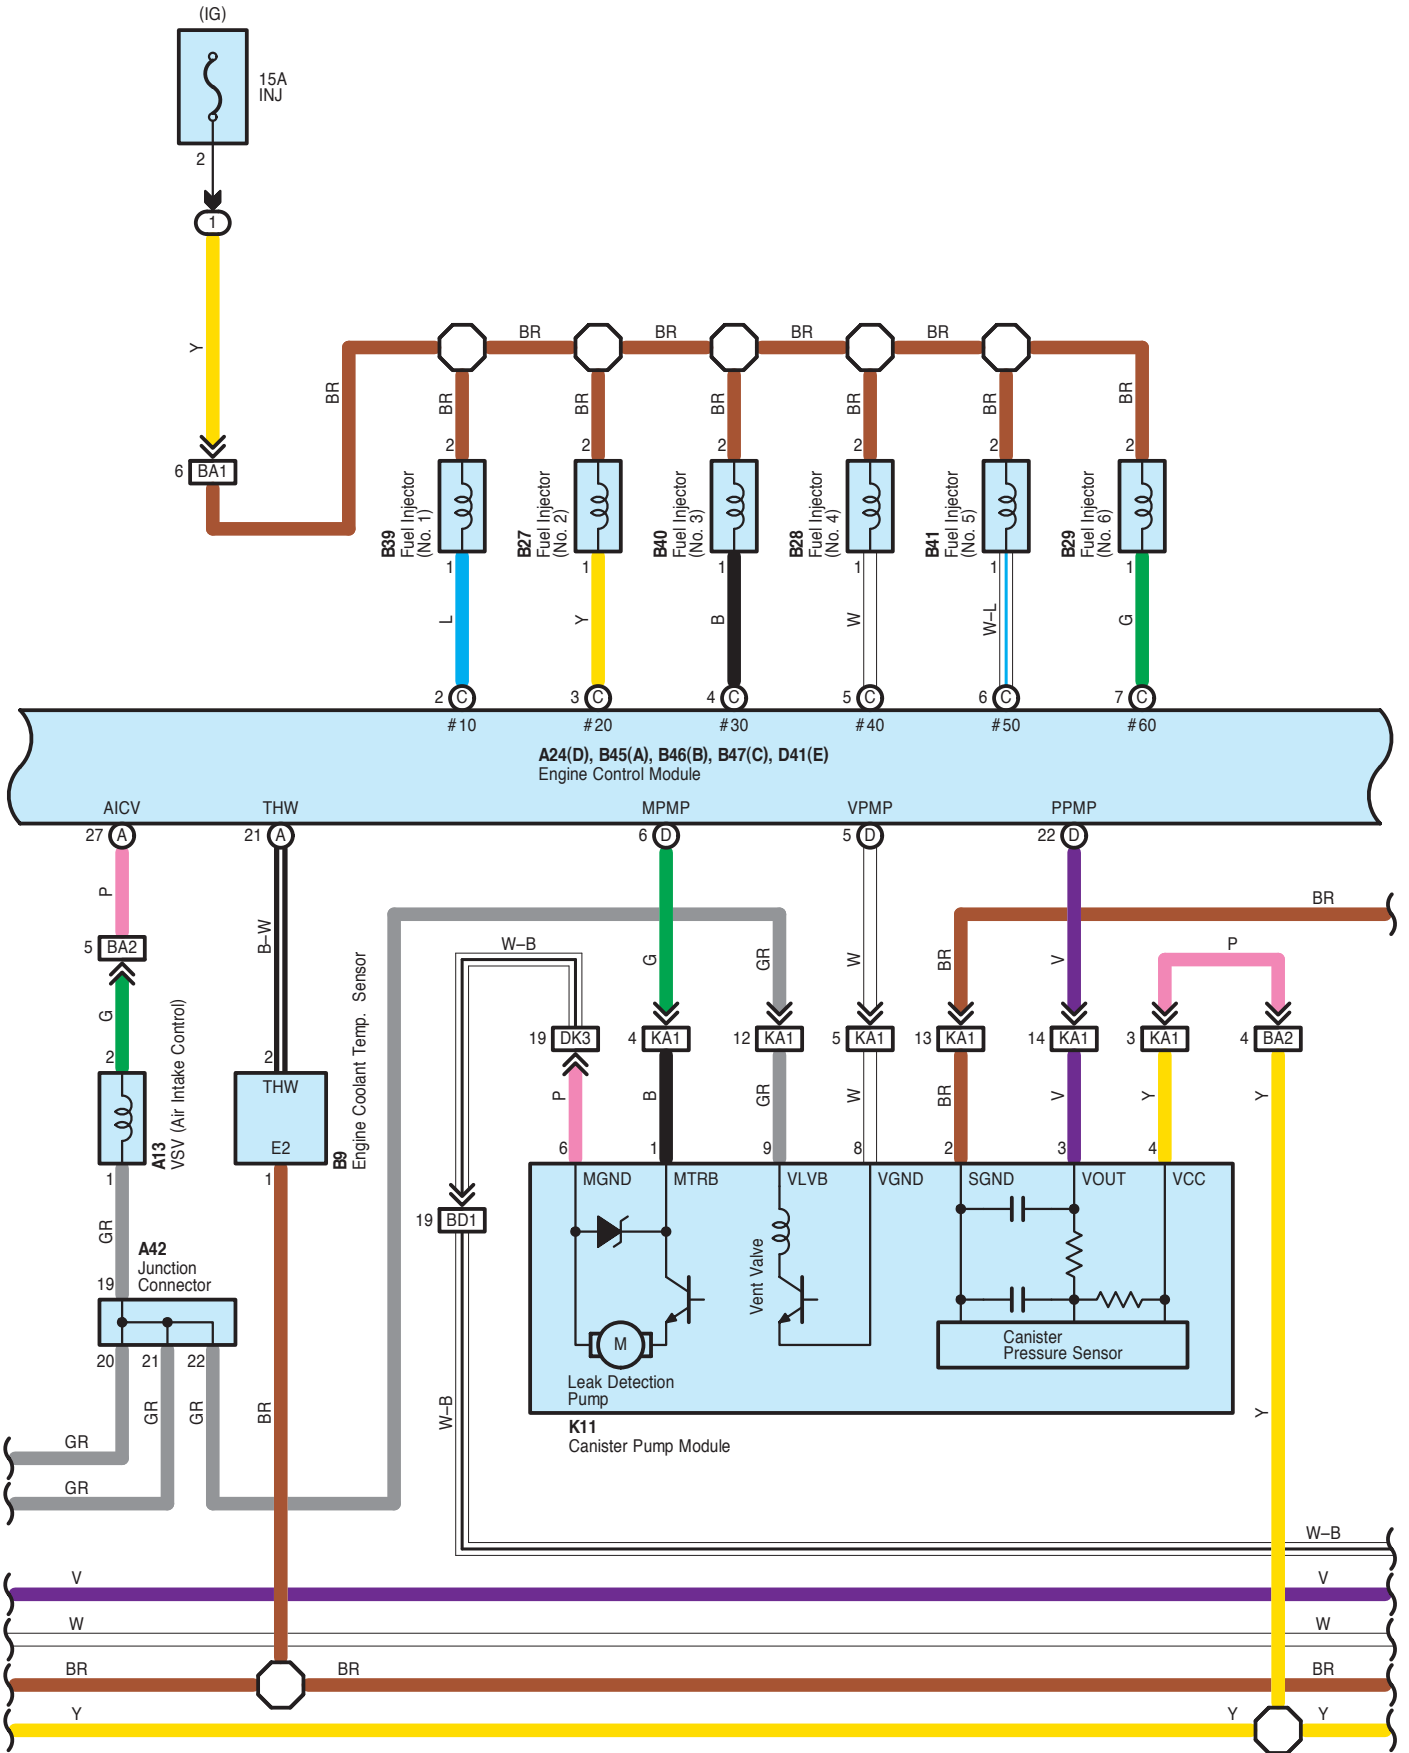 (IG)
15A
INJ
2
1
Y
6 BA1
BR
BR BR BR BR
BR BR BR BR BR BR
2 2 2 2 2 2
B39
Fuel Injector
(No. 1)
B27
Fuel Injector
(No. 2)
B40
Fuel Injector
(No. 3)
B28
Fuel Injector
(No. 4)
B41
Fuel Injector
(No. 5)
B29
Fuel Injector
(No. 6)
1 1 1 1 1 1
L Y B W W–L G
2 C 3 C 4 C 5 C 6 C 7 C
#10 #20 #30 #40 #50 #60
A24(D), B45(A), B46(B), B47(C), D41(E)
Engine Control Module
AICV THW MPMP VPMP PPMP
27 A 21 A 6 D 5 D 22 D
P
B–W
BR
W–B
G
GR
W
BR
V
P
5 BA2
G
2
A13
VSV (Air Intake Control)
1
GR
2
THW
E2
1
B9
Engine Coolant Temp. Sensor
19 DK3 4 KA1 12 KA1 5 KA1 13 KA1 14 KA1 3 KA1 4 BA2
P B GR W BR V Y Y
6 1 9 8 2 3 4
MGND MTRB VLVB VGND SGND VOUT VCC
19 BD1
Vent Valve
M
Leak Detection
Pump
Canister
Pressure Sensor
K11
Canister Pump Module
A42
Junction
Connector
19
20 21 22
GR GR BR W–B Y
GR
GR
W–B
V V
W W
BR BR BR
Y Y Y